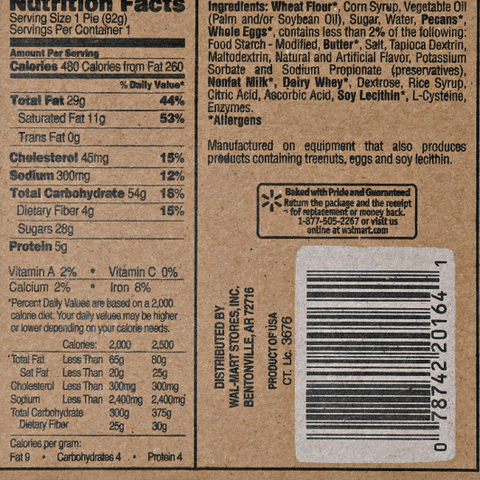 Nutrition Facts
Serving Size 1 Pie (92g)
Servings Per Container 1
Amount Per Serving
Calories 480 Calories from Fat 260
% Daily Value*
Total Fat 29g 44%
Saturated Fat 11g 53%
Trans Fat 0g
Cholesterol 45mg 15%
Sodium 300mg 12%
Total Carbohydrate 54g 18%
Dietary Fiber 4g 15%
Sugars 28g
Protein 5g
Vitamin A 2% • Vitamin C 0%
Calcium 2% • Iron 8%
*Percent Daily Values are based on a 2,000
calorie diet. Your daily values may be higher
or lower depending on your calorie needs.
Calories: 2,000 2,500
Total Fat Less Than 65g 80g
Sat Fat Less Than 20g 25g
Cholesterol Less Than 300mg 300mg
Sodium Less Than 2,400mg 2,400mg
Total Carbohydrate 300g 375g
Dietary Fiber 25g 30g
Calories per gram:
Fat 9 • Carbohydrates 4 • Protein 4
Ingredients: Wheat Flour*, Corn Syrup, Vegetable Oil
(Palm and/or Soybean Oil), Sugar, Water, Pecans*,
Whole Eggs*, contains less than 2% of the following:
Food Starch - Modified, Butter*, Salt, Tapioca Dextrin,
Maltodextrin, Natural and Artificial Flavor, Potassium
Sorbate and Sodium Propionate (preservatives),
Nonfat Milk*, Dairy Whey*, Dextrose, Rice Syrup,
Citric Acid, Ascorbic Acid, Soy Lecithin*, L-Cysteine,
Enzymes.
*Allergens
Manufactured on equipment that also produces
products containing treenuts, eggs and soy lecithin.
Baked with Pride and Guaranteed
Return the package and the receipt
for replacement or money back.
1-877-505-2267 or visit us
online at walmart.com
DISTRIBUTED BY
WAL-MART STORES, INC.
BENTONVILLE, AR 72716
PRODUCT OF USA
CT. Lic. 3676
0 78742 20164 1